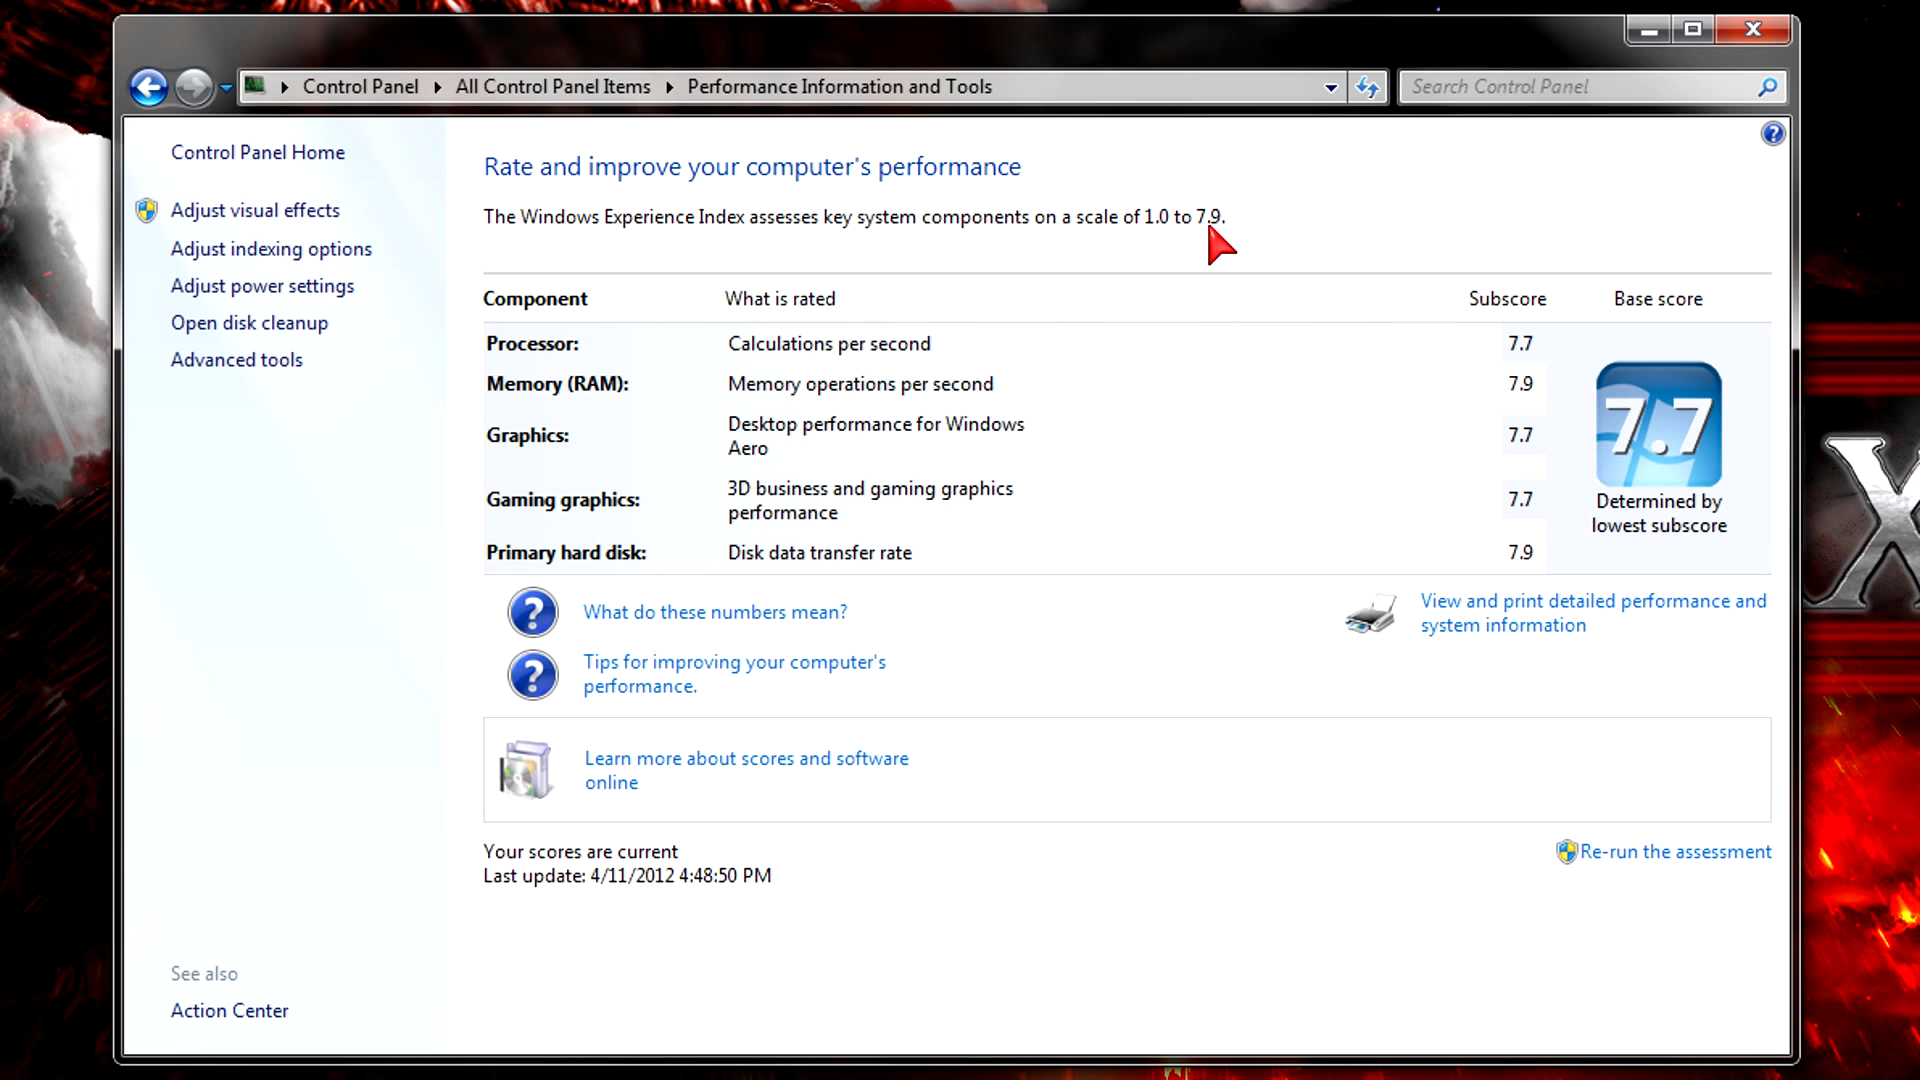 Control Panel
All Control Panel Items
Performance Information and Tools
Search Control Panel
Control Panel Home
Adjust visual effects
Adjust indexing options
Adjust power settings
Open disk cleanup
Advanced tools
See also
Action Center
Rate and improve your computer's performance
The Windows Experience Index assesses key system components on a scale of 1.0 to 7.9.
Component What is rated Subscore Base score
Processor: Calculations per second 7.7
Memory (RAM): Memory operations per second 7.9
Graphics: Desktop performance for Windows
Aero 7.7
Gaming graphics: 3D business and gaming graphics
performance 7.7
Primary hard disk: Disk data transfer rate 7.9
7.7
Determined by
lowest subscore
What do these numbers mean?
View and print detailed performance and
system information
Tips for improving your computer's
performance.
Learn more about scores and software
online
Your scores are current
Last update: 4/11/2012 4:48:50 PM
Re-run the assessment
X